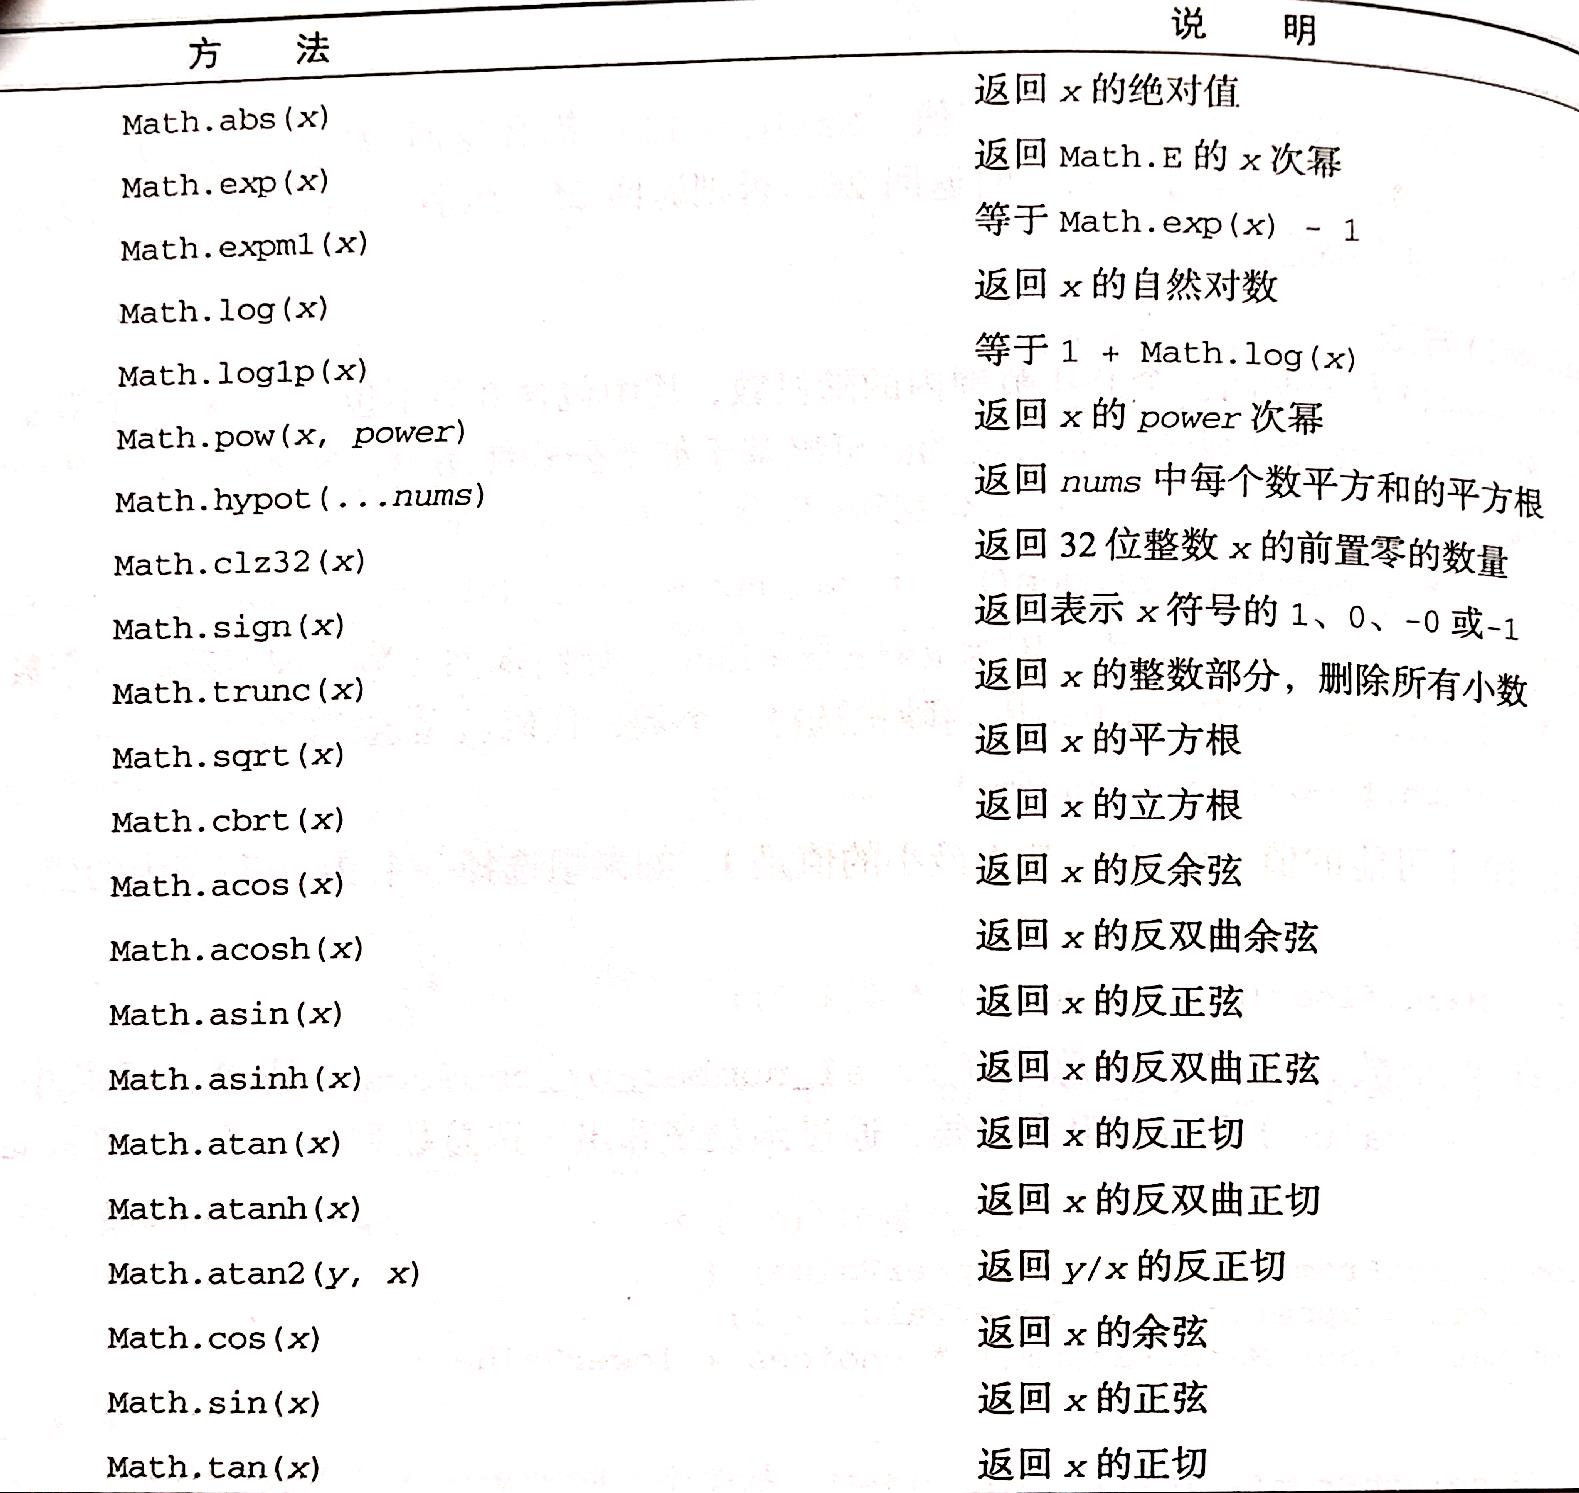 方 法 说 明
Math.abs(x) 返回 x 的绝对值
Math.exp(x) 返回 Math.E 的 x 次幂
Math.expm1(x) 等于 Math.exp(x) - 1
Math.log(x) 返回 x 的自然对数
Math.log1p(x) 等于 1 + Math.log(x)
Math.pow(x, power) 返回 x 的 power 次幂
Math.hypot(...nums) 返回 nums 中每个数平方和的平方根
Math.clz32(x) 返回 32 位整数 x 的前置零的数量
Math.sign(x) 返回表示 x 符号的 1、0、-0 或-1
Math.trunc(x) 返回 x 的整数部分，删除所有小数
Math.sqrt(x) 返回 x 的平方根
Math.cbrt(x) 返回 x 的立方根
Math.acos(x) 返回 x 的反余弦
Math.acosh(x) 返回 x 的反双曲余弦
Math.asin(x) 返回 x 的反正弦
Math.asinh(x) 返回 x 的反双曲正弦
Math.atan(x) 返回 x 的反正切
Math.atanh(x) 返回 x 的反双曲正切
Math.atan2(y, x) 返回 y/x 的反正切
Math.cos(x) 返回 x 的余弦
Math.sin(x) 返回 x 的正弦
Math.tan(x) 返回 x 的正切